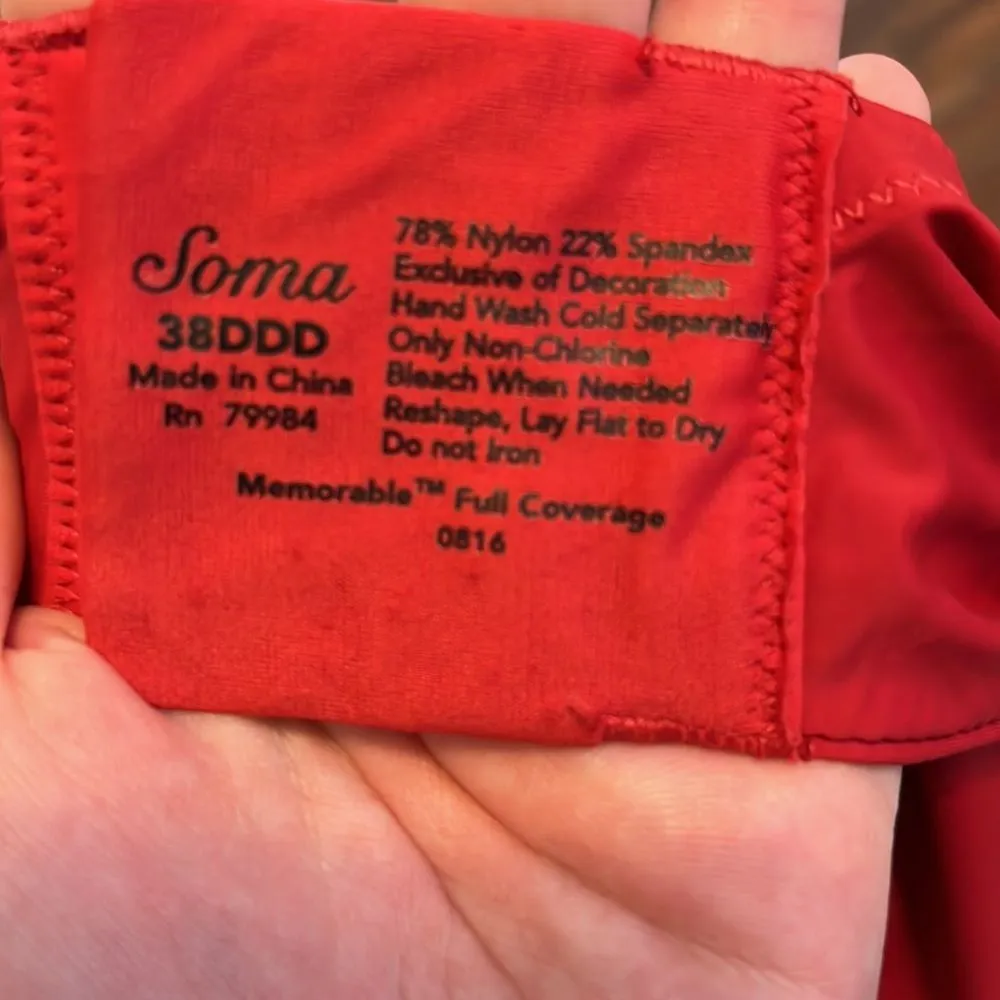 Soma
38DDD
Made in China
Rn 79984
78% Nylon 22% Spandex
Exclusive of Decoration
Hand Wash Cold Separately
Only Non-Chlorine
Bleach When Needed
Reshape, Lay Flat to Dry
Do not Iron
Memorable™ Full Coverage
0816